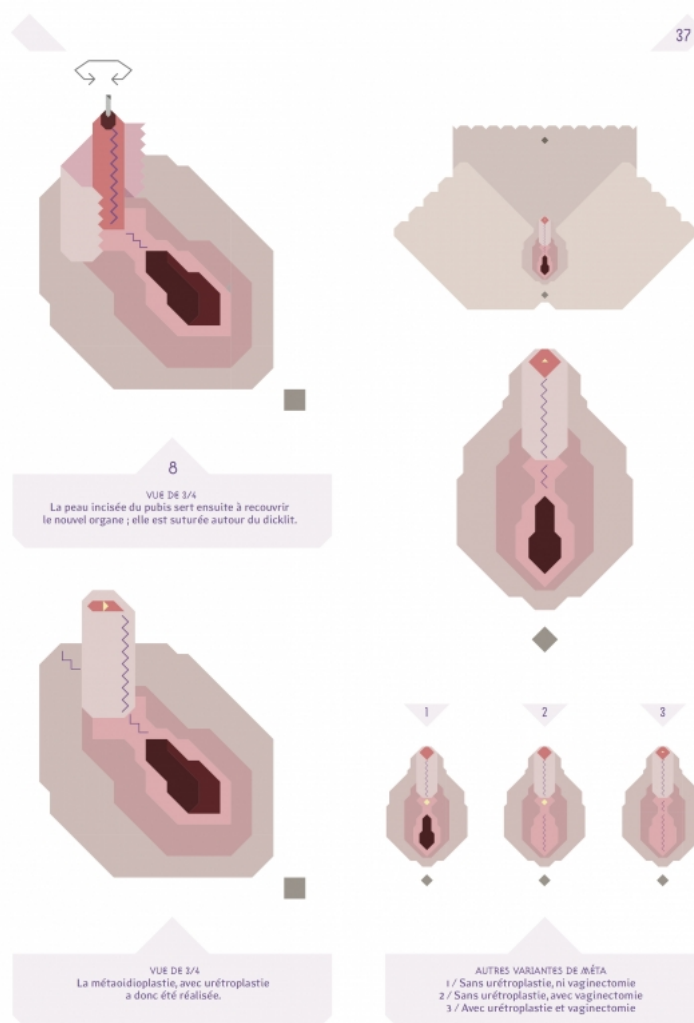 37
8
VUE DE 3/4
La peau incisée du pubis sert ensuite à recouvrir
le nouvel organe ; elle est suturée autour du dicklit.
VUE DE 3/4
La métaoidioplastie, avec urétroplastie
a donc été réalisée.
1
2
3
AUTRES VARIANTES DE MÉTA
1 / Sans urétroplastie, ni vaginectomie
2 / Sans urétroplastie, avec vaginectomie
3 / Avec urétroplastie et vaginectomie